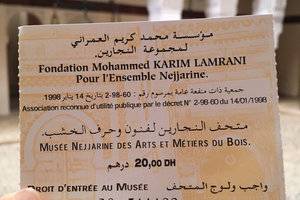 مؤسسة محمد كريم العمراني
لمجموعة النجارين.
Fondation Mohammed KARIM LAMRANI
Pour l'Ensemble Nejjarine.
جمعية ذات منفعة عامة بمرسوم رقم : 60-98-2 بتاريخ 14 يناير 1998
Association reconnue d'utilité publique par le décret N° 2-98-60 du 14/01/1998
متحف النجارين لفنون وحرف الخشب.
MUSÉE NEJJARINE DES ARTS ET MÉTIERS DU BOIS.
20,00 DH درهم
DROIT D'ENTRÉE AU MUSÉE واجب ولوج المتحف